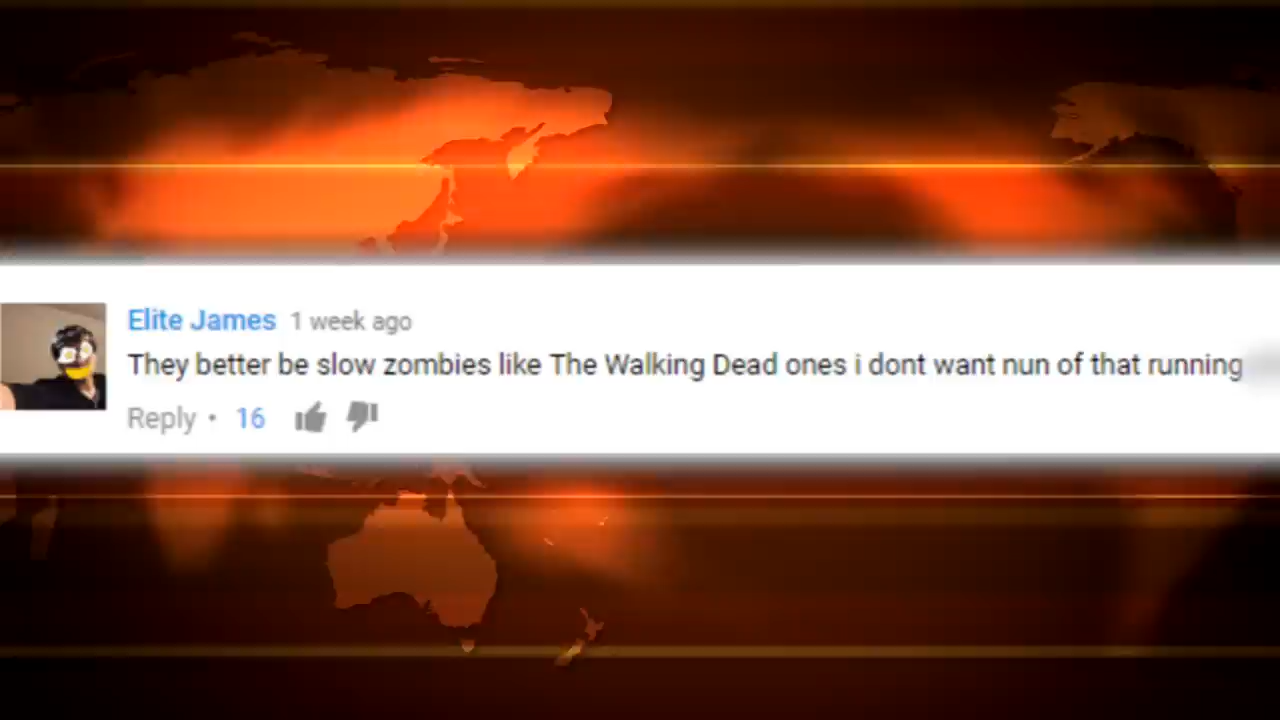 Elite James 1 week ago
They better be slow zombies like The Walking Dead ones i dont want nun of that running
Reply • 16